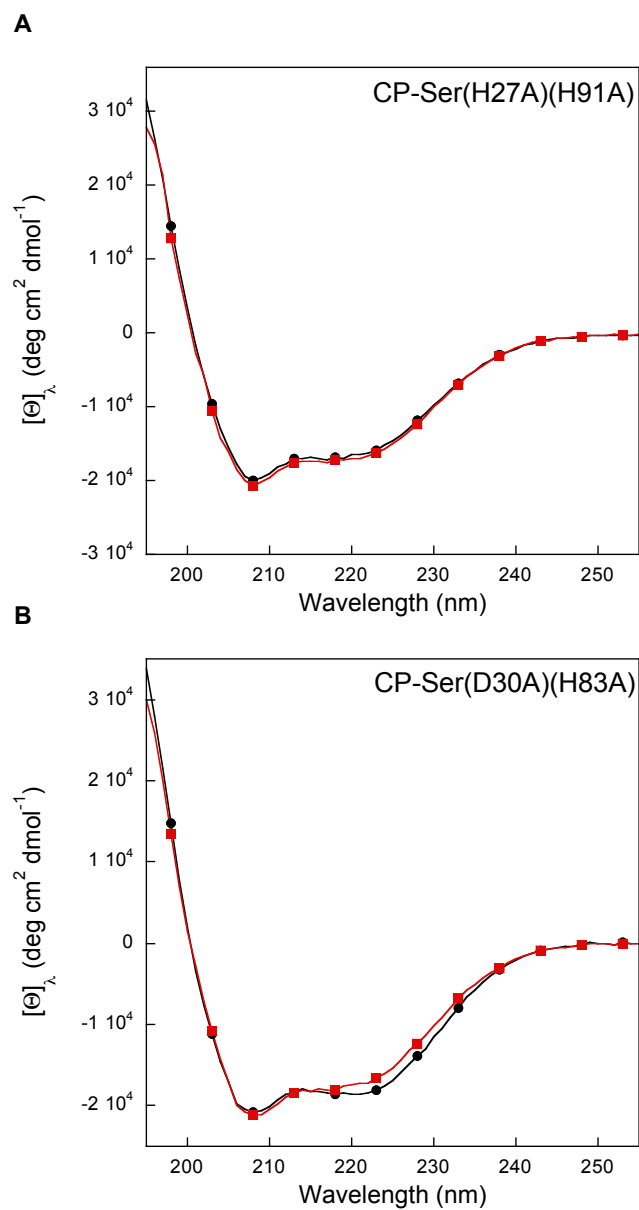 A
CP-Ser(H27A)(H91A)
3 10⁴
2 10⁴
1 10⁴
0
-1 10⁴
-2 10⁴
-3 10⁴
[Θ]λ (deg cm² dmol⁻¹)
200 210 220 230 240 250
Wavelength (nm)
B
CP-Ser(D30A)(H83A)
3 10⁴
2 10⁴
1 10⁴
0
-1 10⁴
-2 10⁴
[Θ]λ (deg cm² dmol⁻¹)
200 210 220 230 240 250
Wavelength (nm)